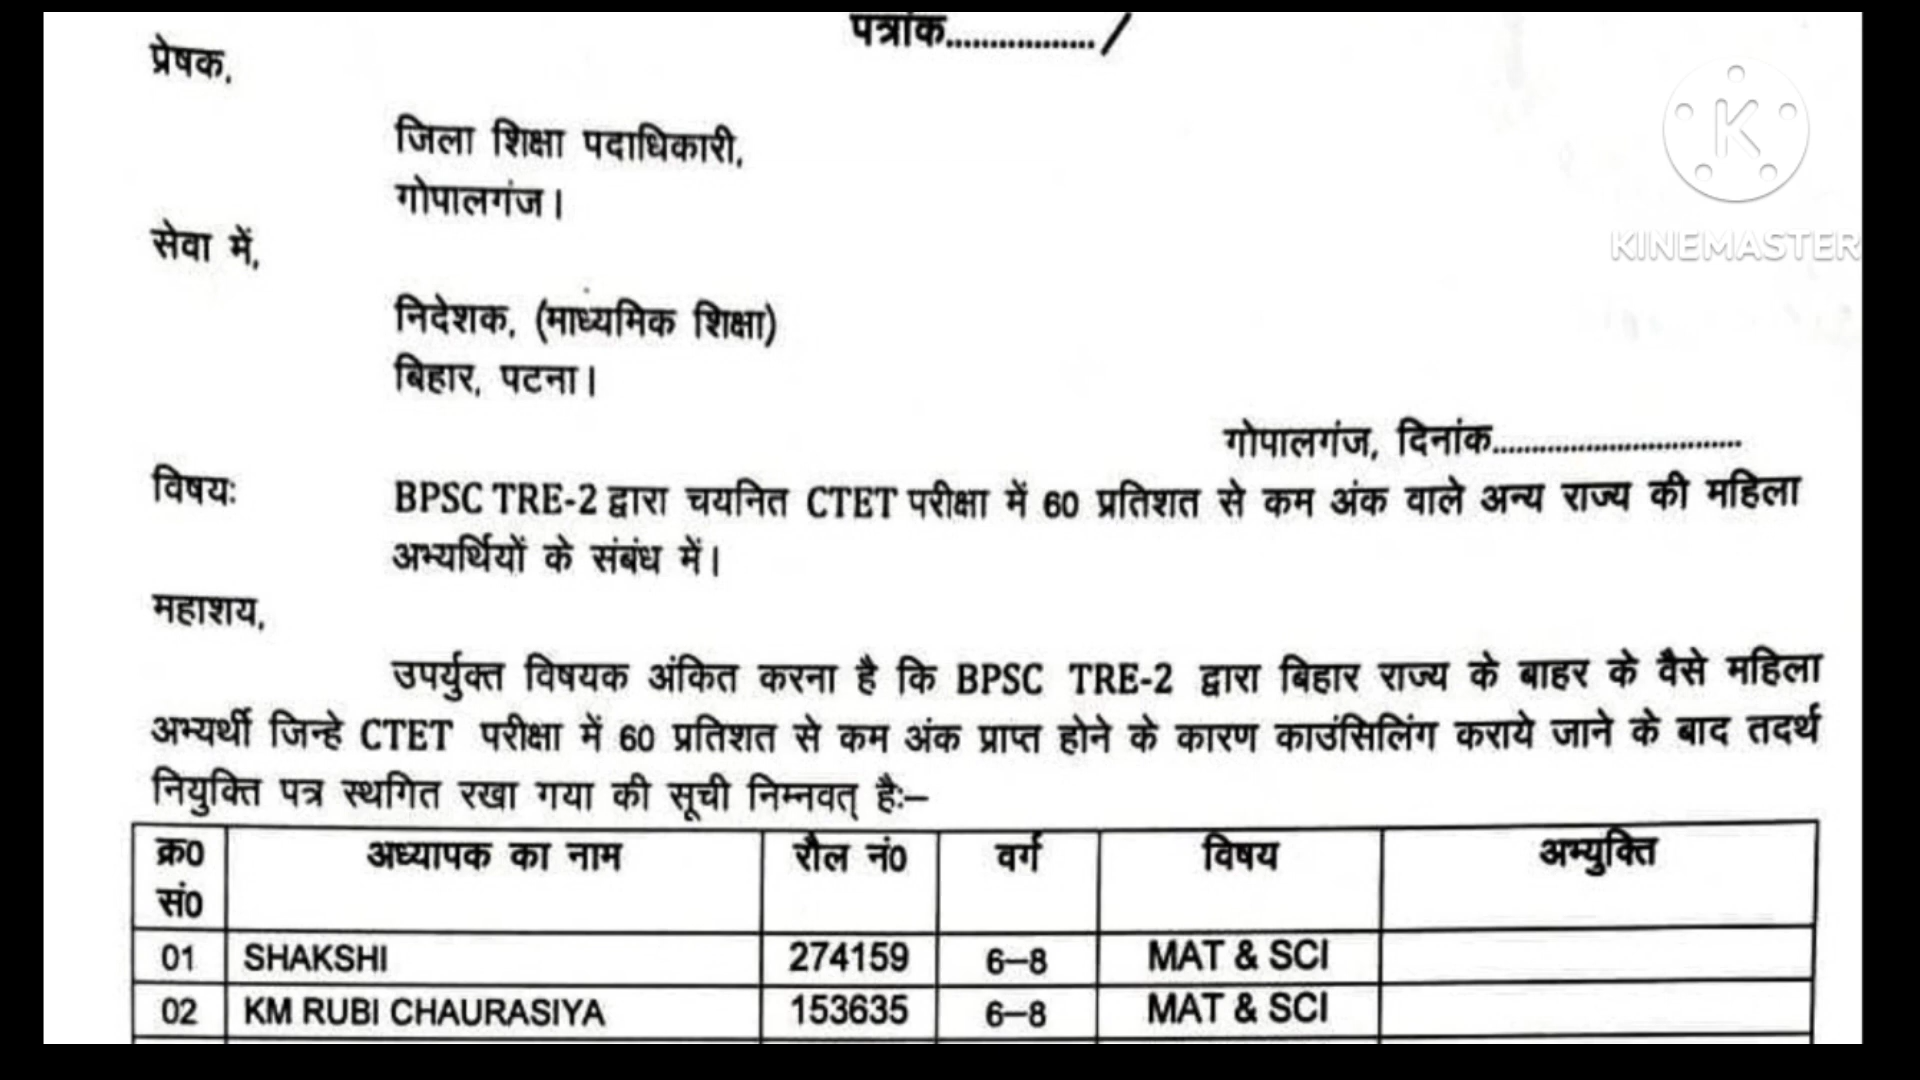 पत्रांक................./
प्रेषक,
जिला शिक्षा पदाधिकारी,
गोपालगंज।
सेवा में,
निदेशक, (माध्यमिक शिक्षा)
बिहार, पटना।
गोपालगंज, दिनांक...............................
विषयः BPSC TRE-2 द्वारा चयनित CTET परीक्षा में 60 प्रतिशत से कम अंक वाले अन्य राज्य की महिला
अभ्यर्थियों के संबंध में।
महाशय,
उपर्युक्त विषयक अंकित करना है कि BPSC TRE-2 द्वारा बिहार राज्य के बाहर के वैसे महिला
अभ्यर्थी जिन्हे CTET परीक्षा में 60 प्रतिशत से कम अंक प्राप्त होने के कारण काउंसिलिंग कराये जाने के बाद तदर्थ
नियुक्ति पत्र स्थगित रखा गया की सूची निम्नवत् हैः–
क्र0 सं0 अध्यापक का नाम रौल नं0 वर्ग विषय अभ्युक्ति
01 SHAKSHI 274159 6–8 MAT & SCI
02 KM RUBI CHAURASIYA 153635 6–8 MAT & SCI
K
KINEMASTER